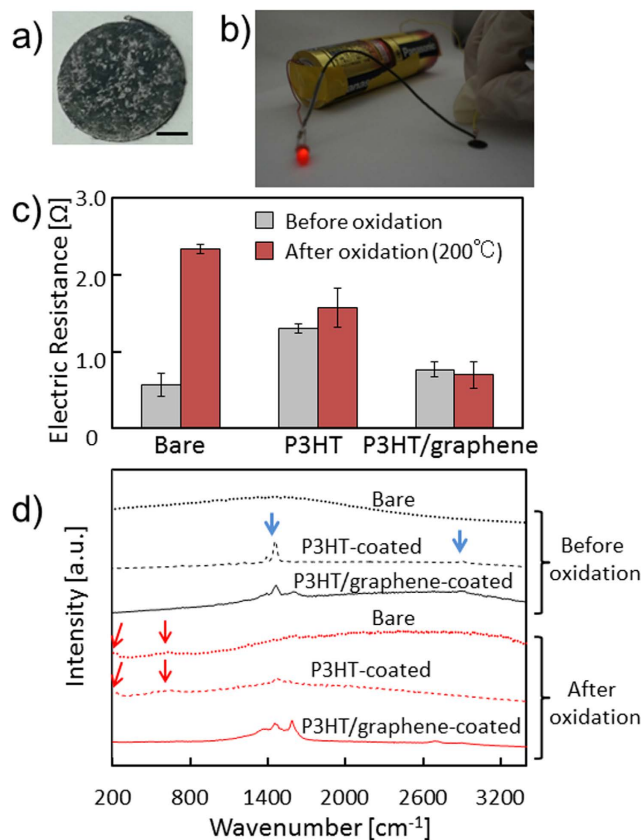 a)
b)
Panasonic
c)
3.0
2.0
1.0
0
Electric Resistance [Ω]
Before oxidation
After oxidation (200℃)
Bare
P3HT
P3HT/graphene
d)
Intensity [a.u.]
Bare
P3HT-coated
P3HT/graphene-coated
Before
oxidation
Bare
P3HT-coated
P3HT/graphene-coated
After
oxidation
200 800 1400 2000 2600 3200
Wavenumber [cm⁻¹]